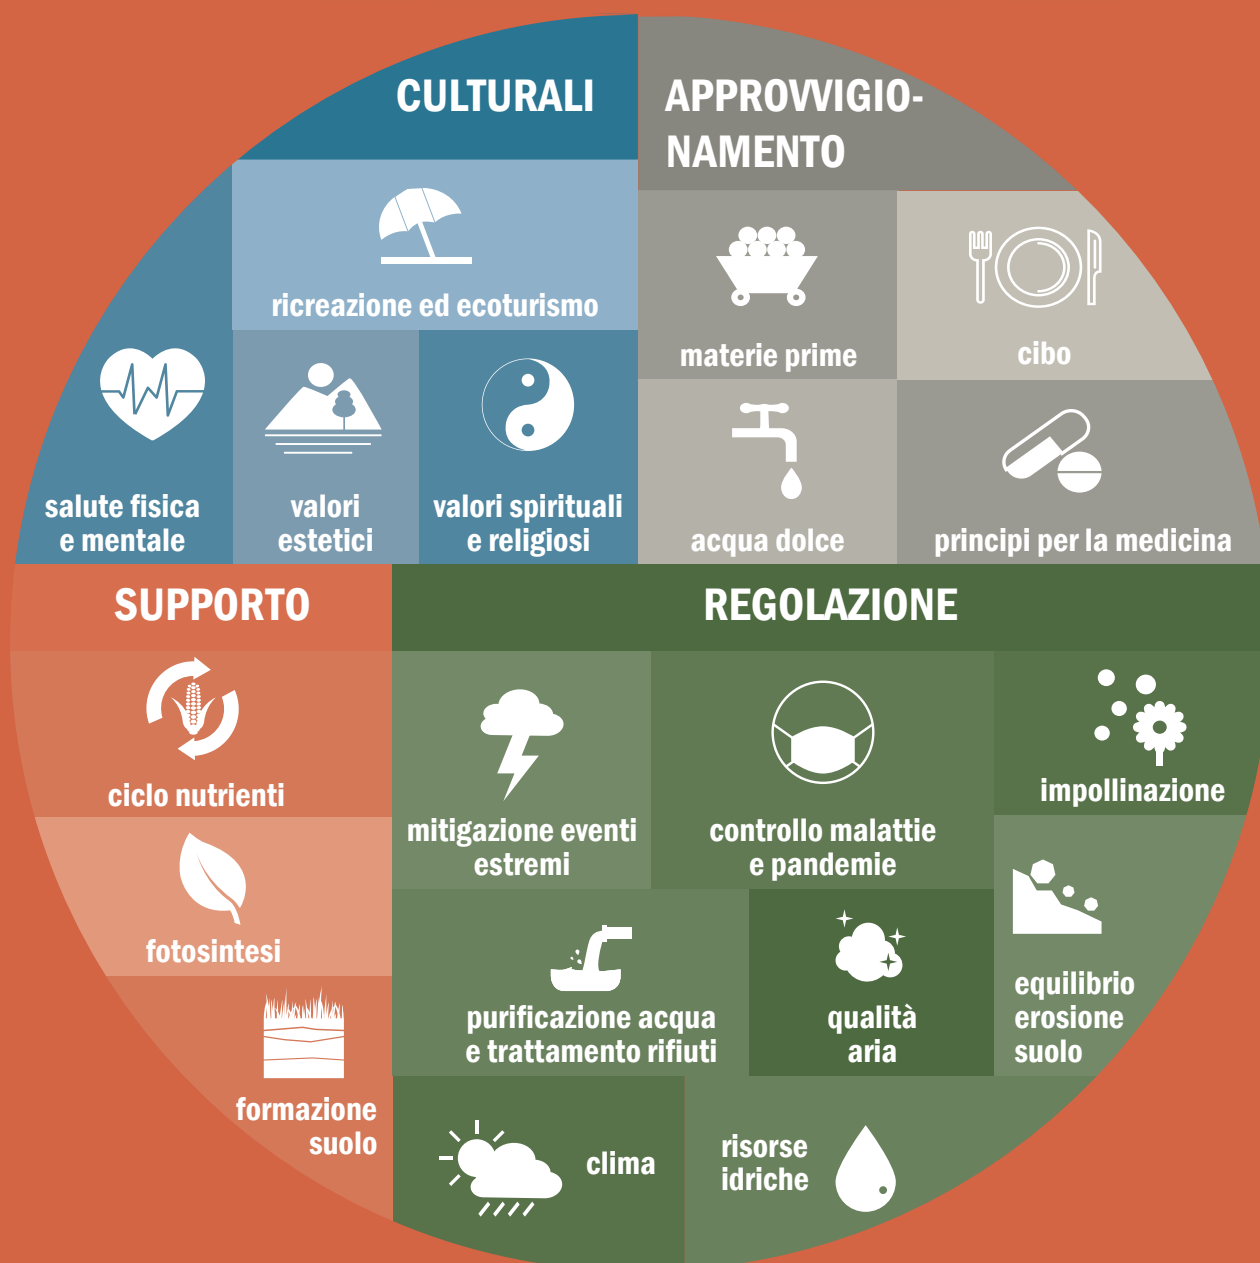 CULTURALI
ricreazione ed ecoturismo
salute fisica
e mentale
valori
estetici
valori spirituali
e religiosi
APPROVVIGIO-
NAMENTO
materie prime
cibo
acqua dolce
principi per la medicina
SUPPORTO
ciclo nutrienti
fotosintesi
formazione
suolo
REGOLAZIONE
mitigazione eventi
estremi
controllo malattie
e pandemie
impollinazione
purificazione acqua
e trattamento rifiuti
qualità
aria
equilibrio
erosione
suolo
clima
risorse
idriche